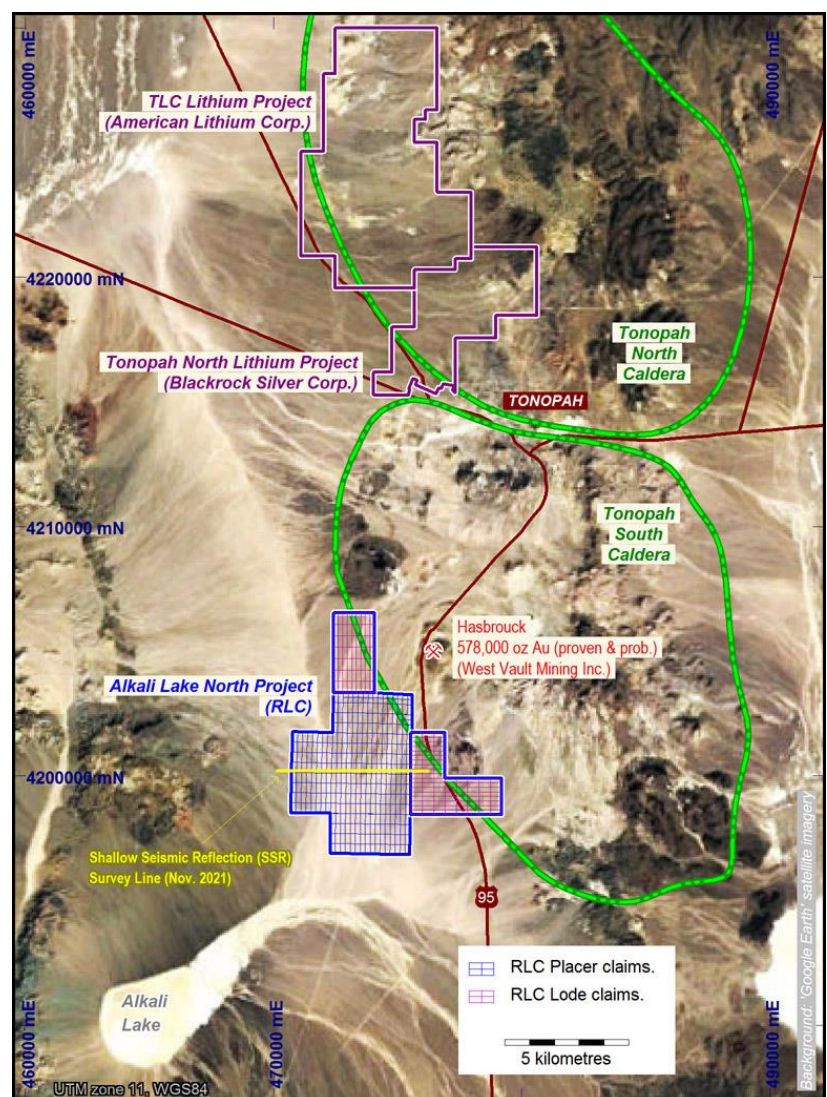 460000 mE
490000 mE
TLC Lithium Project
(American Lithium Corp.)
4220000 mN
Tonopah
North
Caldera
Tonopah North Lithium Project
(Blackrock Silver Corp.)
TONOPAH
Tonopah
South
Caldera
4210000 mN
Hasbrouck
578,000 oz Au (proven & prob.)
(West Vault Mining Inc.)
Alkali Lake North Project
(RLC)
4200000 mN
Shallow Seismic Reflection (SSR)
Survey Line (Nov. 2021)
95
RLC Placer claims.
RLC Lode claims.
5 kilometres
Alkali
Lake
460000 mE
470000 mE
490000 mE
Background: 'Google Earth' satellite imagery
UTM zone 11, WGS84